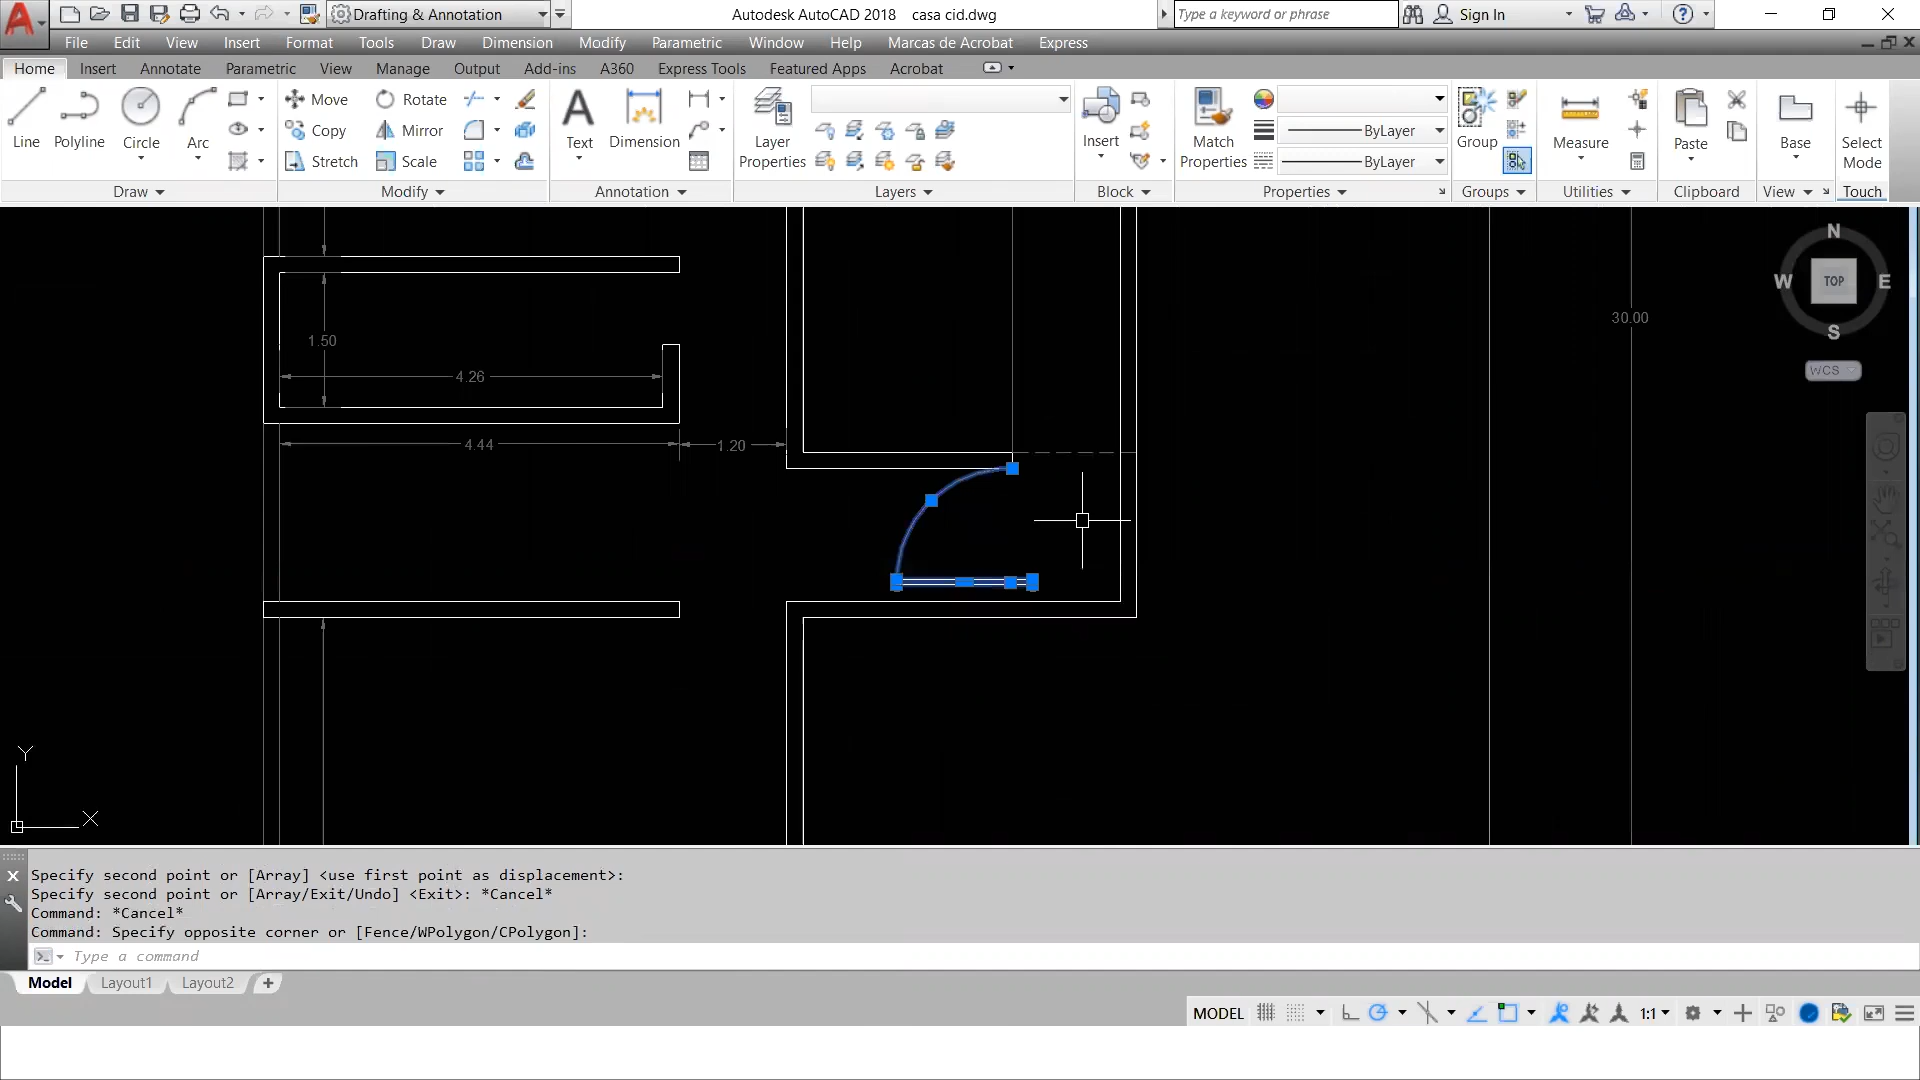 Drafting & Annotation
Autodesk AutoCAD 2018 casa cid.dwg
Type a keyword or phrase
Sign In
File Edit View Insert Format Tools Draw Dimension Modify Parametric Window Help Marcas de Acrobat Express
Home Insert Annotate Parametric View Manage Output Add-ins A360 Express Tools Featured Apps Acrobat
Line Polyline Circle Arc
Move Rotate
Copy Mirror
Stretch Scale
Text Dimension
Layer Properties
Insert
Match Properties
ByLayer
ByLayer
Group
Measure
Paste
Base
Select Mode
Draw Modify Annotation Layers Block Properties Groups Utilities Clipboard View Touch
N
W TOP E
S
WCS
30.00
1.50
4.26
4.44
1.20
Y
X
Specify second point or [Array] <use first point as displacement>:
Specify second point or [Array/Exit/Undo] <Exit>: *Cancel*
Command: *Cancel*
Command: Specify opposite corner or [Fence/WPolygon/CPolygon]:
Type a command
Model Layout1 Layout2 +
MODEL 1:1